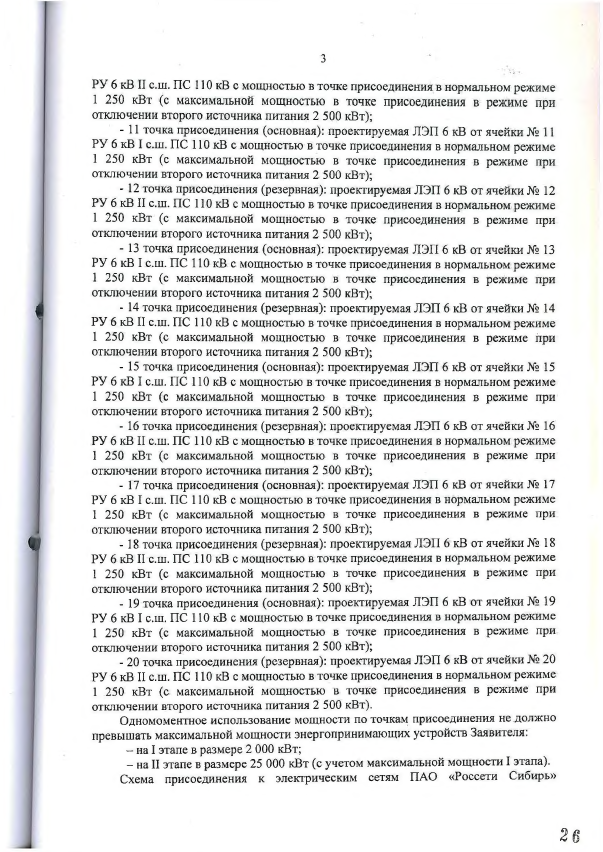 3
РУ 6 кВ II с.ш. ПС 110 кВ с мощностью в точке присоединения в нормальном режиме
1 250 кВт (с максимальной мощностью в точке присоединения в режиме при
отключении второго источника питания 2 500 кВт);
- 11 точка присоединения (основная): проектируемая ЛЭП 6 кВ от ячейки № 11
РУ 6 кВ I с.ш. ПС 110 кВ с мощностью в точке присоединения в нормальном режиме
1 250 кВт (с максимальной мощностью в точке присоединения в режиме при
отключении второго источника питания 2 500 кВт);
- 12 точка присоединения (резервная): проектируемая ЛЭП 6 кВ от ячейки № 12
РУ 6 кВ II с.ш. ПС 110 кВ с мощностью в точке присоединения в нормальном режиме
1 250 кВт (с максимальной мощностью в точке присоединения в режиме при
отключении второго источника питания 2 500 кВт);
- 13 точка присоединения (основная): проектируемая ЛЭП 6 кВ от ячейки № 13
РУ 6 кВ I с.ш. ПС 110 кВ с мощностью в точке присоединения в нормальном режиме
1 250 кВт (с максимальной мощностью в точке присоединения в режиме при
отключении второго источника питания 2 500 кВт);
- 14 точка присоединения (резервная): проектируемая ЛЭП 6 кВ от ячейки № 14
РУ 6 кВ II с.ш. ПС 110 кВ с мощностью в точке присоединения в нормальном режиме
1 250 кВт (с максимальной мощностью в точке присоединения в режиме при
отключении второго источника питания 2 500 кВт);
- 15 точка присоединения (основная): проектируемая ЛЭП 6 кВ от ячейки № 15
РУ 6 кВ I с.ш. ПС 110 кВ с мощностью в точке присоединения в нормальном режиме
1 250 кВт (с максимальной мощностью в точке присоединения в режиме при
отключении второго источника питания 2 500 кВт);
- 16 точка присоединения (резервная): проектируемая ЛЭП 6 кВ от ячейки № 16
РУ 6 кВ II с.ш. ПС 110 кВ с мощностью в точке присоединения в нормальном режиме
1 250 кВт (с максимальной мощностью в точке присоединения в режиме при
отключении второго источника питания 2 500 кВт);
- 17 точка присоединения (основная): проектируемая ЛЭП 6 кВ от ячейки № 17
РУ 6 кВ I с.ш. ПС 110 кВ с мощностью в точке присоединения в нормальном режиме
1 250 кВт (с максимальной мощностью в точке присоединения в режиме при
отключении второго источника питания 2 500 кВт);
- 18 точка присоединения (резервная): проектируемая ЛЭП 6 кВ от ячейки № 18
РУ 6 кВ II с.ш. ПС 110 кВ с мощностью в точке присоединения в нормальном режиме
1 250 кВт (с максимальной мощностью в точке присоединения в режиме при
отключении второго источника питания 2 500 кВт);
- 19 точка присоединения (основная): проектируемая ЛЭП 6 кВ от ячейки № 19
РУ 6 кВ I с.ш. ПС 110 кВ с мощностью в точке присоединения в нормальном режиме
1 250 кВт (с максимальной мощностью в точке присоединения в режиме при
отключении второго источника питания 2 500 кВт);
- 20 точка присоединения (резервная): проектируемая ЛЭП 6 кВ от ячейки № 20
РУ 6 кВ II с.ш. ПС 110 кВ с мощностью в точке присоединения в нормальном режиме
1 250 кВт (с максимальной мощностью в точке присоединения в режиме при
отключении второго источника питания 2 500 кВт).
Одномоментное использование мощности по точкам присоединения не должно
превышать максимальной мощности энергопринимающих устройств Заявителя:
– на I этапе в размере 2 000 кВт;
– на II этапе в размере 25 000 кВт (с учетом максимальной мощности I этапа).
Схема присоединения к электрическим сетям ПАО «Россети Сибирь»
26